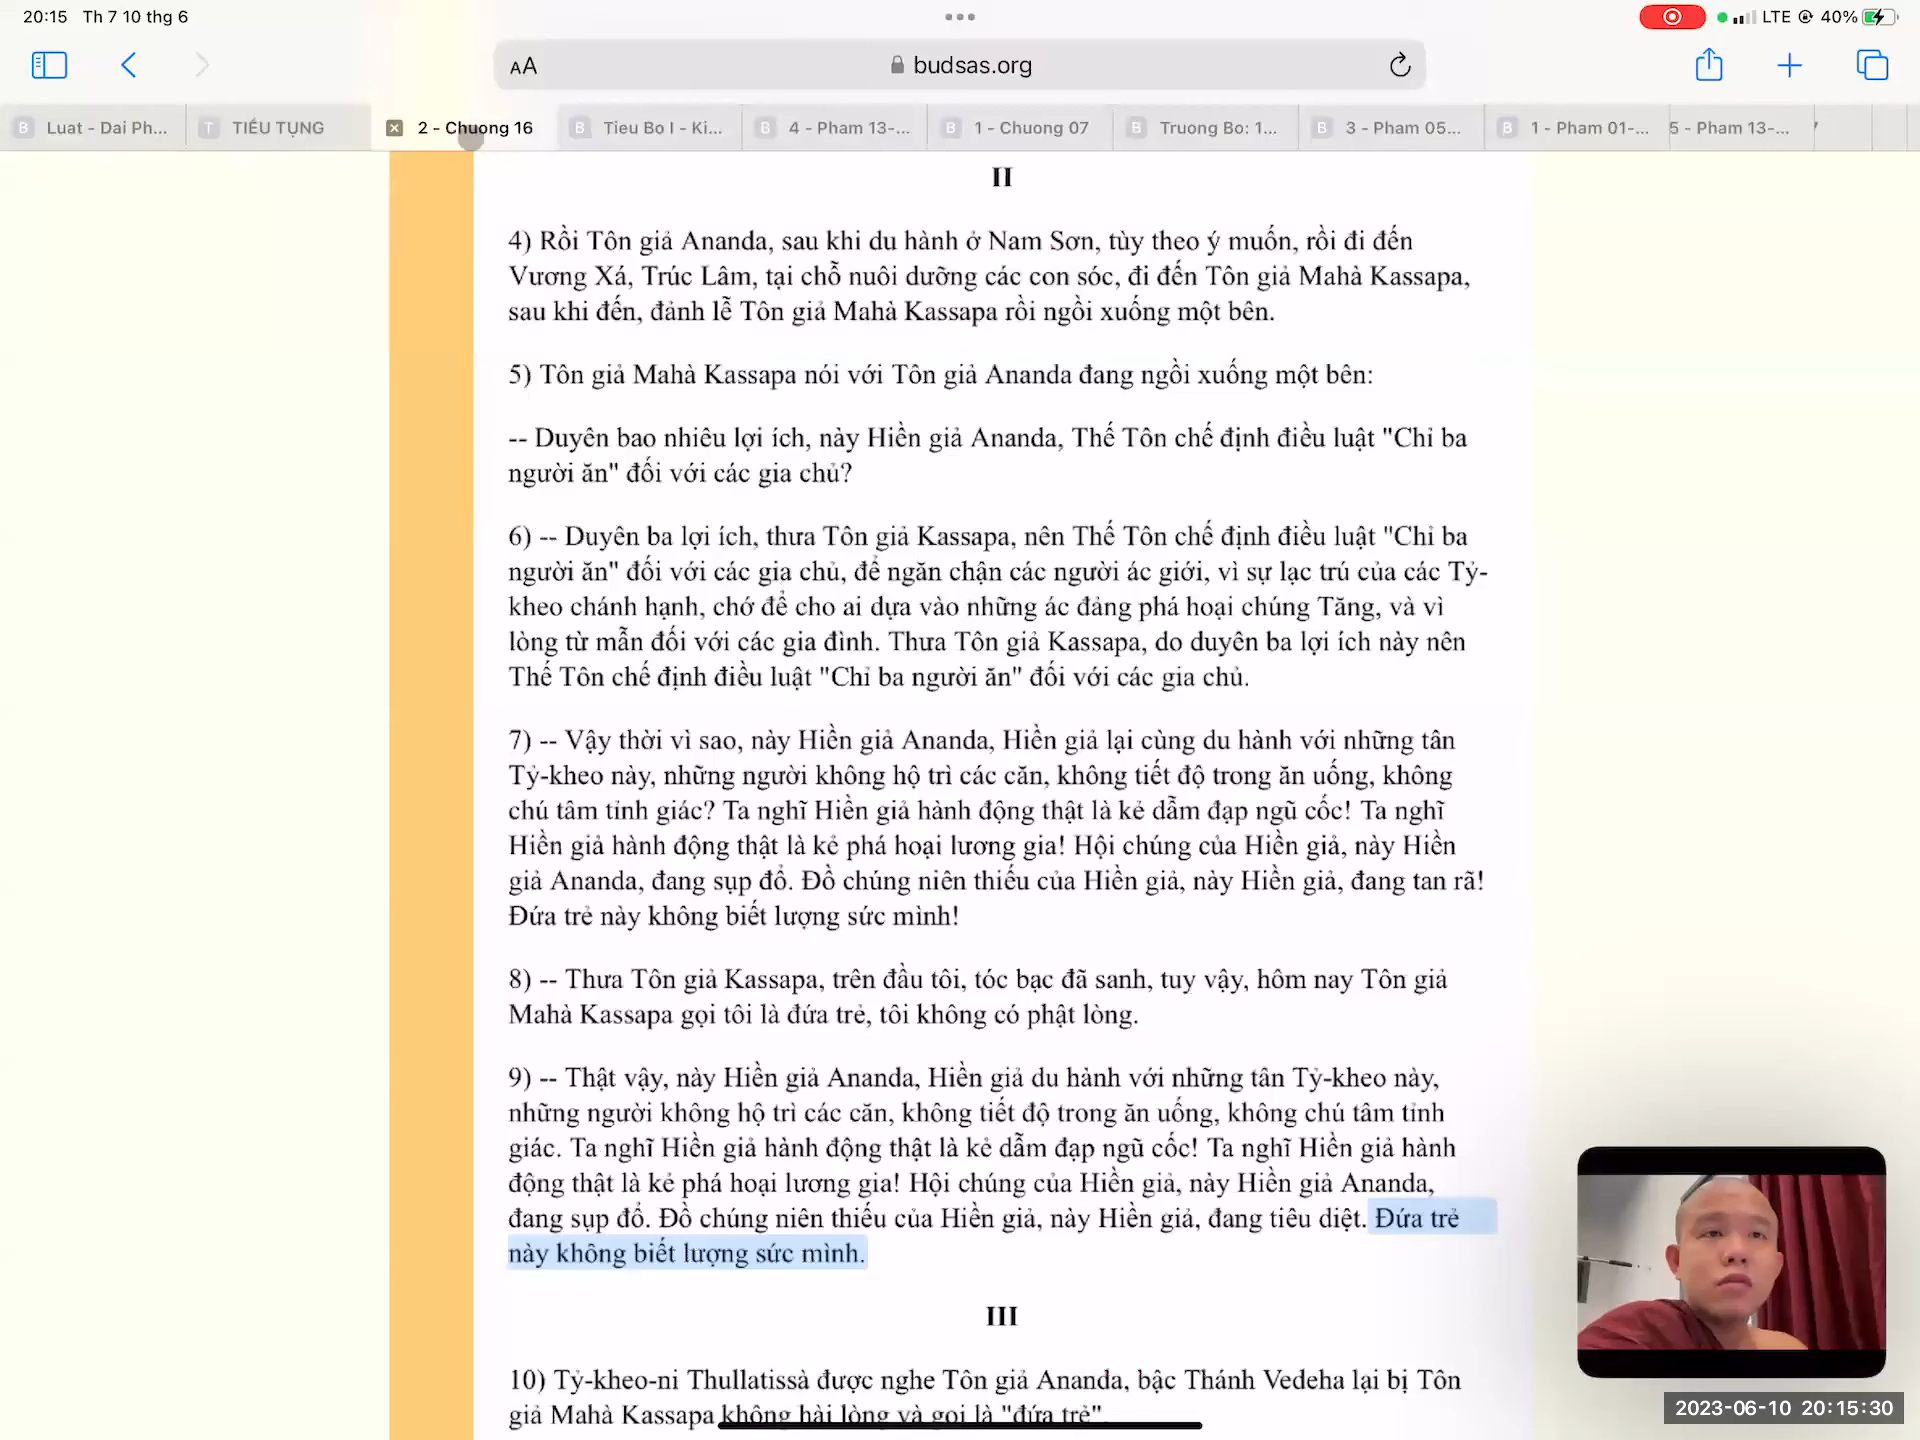 20:15 Th 7 10 thg 6
LTE 40%
AA budsas.org
Luat - Dai Ph...
TIỂU TỤNG
2 - Chuong 16
Tieu Bo I - Ki...
4 - Pham 13-...
1 - Chuong 07
Truong Bo: 1...
3 - Pham 05...
1 - Pham 01-...
5 - Pham 13-...
II
4) Rồi Tôn giả Ananda, sau khi du hành ở Nam Sơn, tùy theo ý muốn, rồi đi đến
Vương Xá, Trúc Lâm, tại chỗ nuôi dưỡng các con sóc, đi đến Tôn giả Mahà Kassapa,
sau khi đến, đảnh lễ Tôn giả Mahà Kassapa rồi ngồi xuống một bên.
5) Tôn giả Mahà Kassapa nói với Tôn giả Ananda đang ngồi xuống một bên:
-- Duyên bao nhiêu lợi ích, này Hiền giả Ananda, Thế Tôn chế định điều luật "Chỉ ba
người ăn" đối với các gia chủ?
6) -- Duyên ba lợi ích, thưa Tôn giả Kassapa, nên Thế Tôn chế định điều luật "Chỉ ba
người ăn" đối với các gia chủ, để ngăn chận các người ác giới, vì sự lạc trú của các Tỷ-
kheo chánh hạnh, chớ để cho ai dựa vào những ác đảng phá hoại chúng Tăng, và vì
lòng từ mẫn đối với các gia đình. Thưa Tôn giả Kassapa, do duyên ba lợi ích này nên
Thế Tôn chế định điều luật "Chỉ ba người ăn" đối với các gia chủ.
7) -- Vậy thời vì sao, này Hiền giả Ananda, Hiền giả lại cùng du hành với những tân
Tỷ-kheo này, những người không hộ trì các căn, không tiết độ trong ăn uống, không
chú tâm tỉnh giác? Ta nghĩ Hiền giả hành động thật là kẻ dẫm đạp ngũ cốc! Ta nghĩ
Hiền giả hành động thật là kẻ phá hoại lương gia! Hội chúng của Hiền giả, này Hiền
giả Ananda, đang sụp đổ. Đồ chúng niên thiếu của Hiền giả, này Hiền giả, đang tan rã!
Đứa trẻ này không biết lượng sức mình!
8) -- Thưa Tôn giả Kassapa, trên đầu tôi, tóc bạc đã sanh, tuy vậy, hôm nay Tôn giả
Mahà Kassapa gọi tôi là đứa trẻ, tôi không có phật lòng.
9) -- Thật vậy, này Hiền giả Ananda, Hiền giả du hành với những tân Tỷ-kheo này,
những người không hộ trì các căn, không tiết độ trong ăn uống, không chú tâm tỉnh
giác. Ta nghĩ Hiền giả hành động thật là kẻ dẫm đạp ngũ cốc! Ta nghĩ Hiền giả hành
động thật là kẻ phá hoại lương gia! Hội chúng của Hiền giả, này Hiền giả Ananda,
đang sụp đổ. Đồ chúng niên thiếu của Hiền giả, này Hiền giả, đang tiêu diệt. Đứa trẻ
này không biết lượng sức mình.
III
10) Tỷ-kheo-ni Thullatissà được nghe Tôn giả Ananda, bậc Thánh Vedeha lại bị Tôn
giả Mahà Kassapa không hài lòng và gọi là "đứa trẻ".
2023-06-10 20:15:30